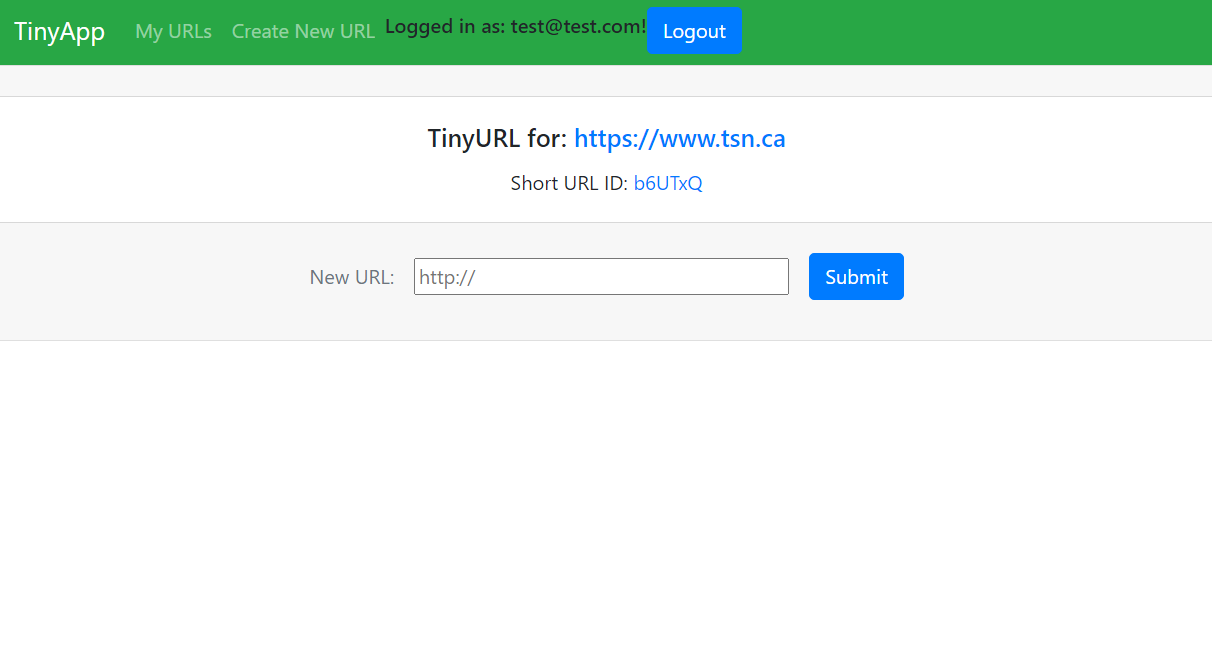 TinyApp My URLs Create New URL Logged in as: test@test.com! Logout
TinyURL for: https://www.tsn.ca
Short URL ID: b6UTxQ
New URL: http:// Submit